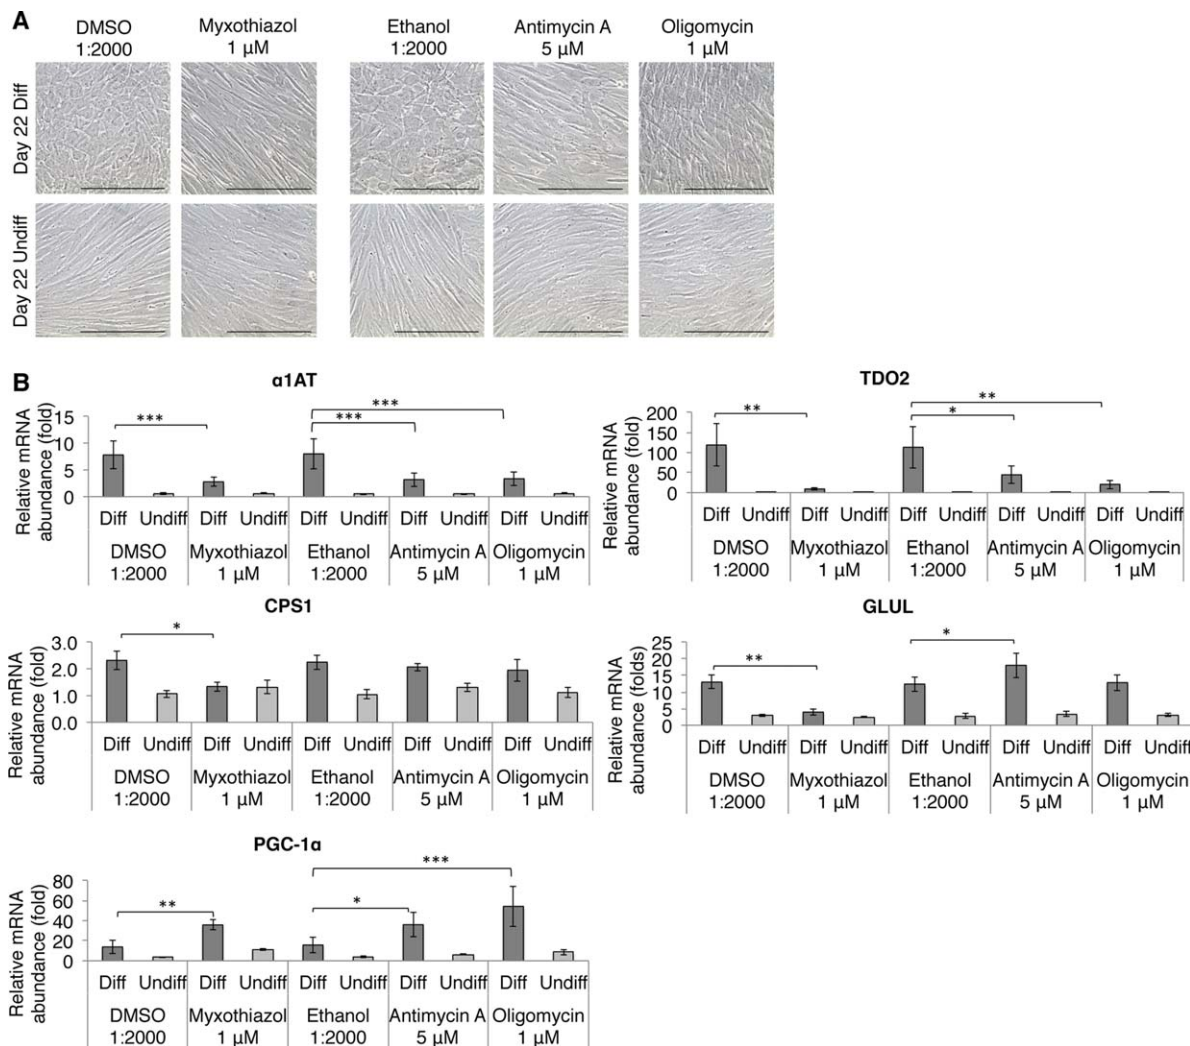 A
DMSO
1:2000
Myxothiazol
1 µM
Ethanol
1:2000
Antimycin A
5 µM
Oligomycin
1 µM
Day 22 Diff
Day 22 Undiff
B
α1AT
Relative mRNA
abundance (fold)
15
10
5
0
***
***
***
Diff Undiff Diff Undiff Diff Undiff Diff Undiff Diff Undiff
DMSO Myxothiazol Ethanol Antimycin A Oligomycin
1:2000 1 µM 1:2000 5 µM 1 µM
TDO2
Relative mRNA
abundance (fold)
200
150
100
50
0
**
**
*
Diff Undiff Diff Undiff Diff Undiff Diff Undiff Diff Undiff
DMSO Myxothiazol Ethanol Antimycin A Oligomycin
1:2000 1 µM 1:2000 5 µM 1 µM
CPS1
Relative mRNA
abundance (fold)
3.0
2.0
1.0
0.0
*
Diff Undiff Diff Undiff Diff Undiff Diff Undiff Diff Undiff
DMSO Myxothiazol Ethanol Antimycin A Oligomycin
1:2000 1 µM 1:2000 5 µM 1 µM
GLUL
Relative mRNA
abundance (folds)
25
20
15
10
5
0
**
*
Diff Undiff Diff Undiff Diff Undiff Diff Undiff Diff Undiff
DMSO Myxothiazol Ethanol Antimycin A Oligomycin
1:2000 1 µM 1:2000 5 µM 1 µM
PGC-1α
Relative mRNA
abundance (fold)
80
60
40
20
0
**
***
*
Diff Undiff Diff Undiff Diff Undiff Diff Undiff Diff Undiff
DMSO Myxothiazol Ethanol Antimycin A Oligomycin
1:2000 1 µM 1:2000 5 µM 1 µM